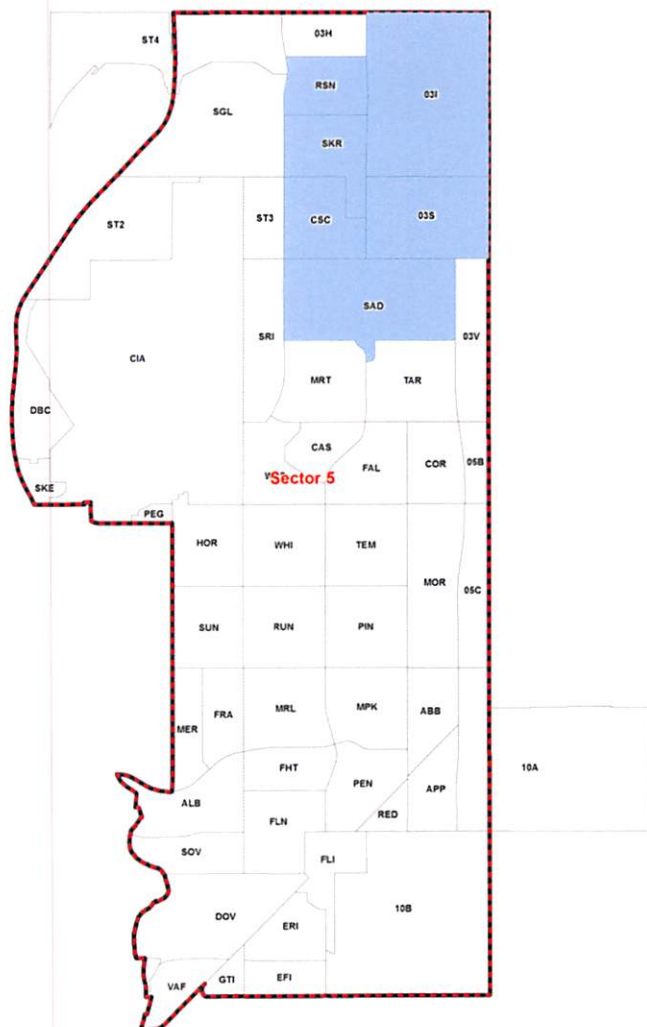 ST4
03H
RSN
03I
SGL
SKR
ST2
ST3
CSC
03S
SAD
SRI
03V
CIA
MRT
TAR
DBC
CAS
Sector 5
FAL
COR
05B
SKE
PEG
HOR
WHI
TEM
MOR
05C
SUN
RUN
PIN
MER
FRA
MRL
MPK
ABB
10A
FHT
PEN
APP
ALB
FLN
RED
SOV
FLI
DOV
ERI
10B
VAF
GTI
EFI